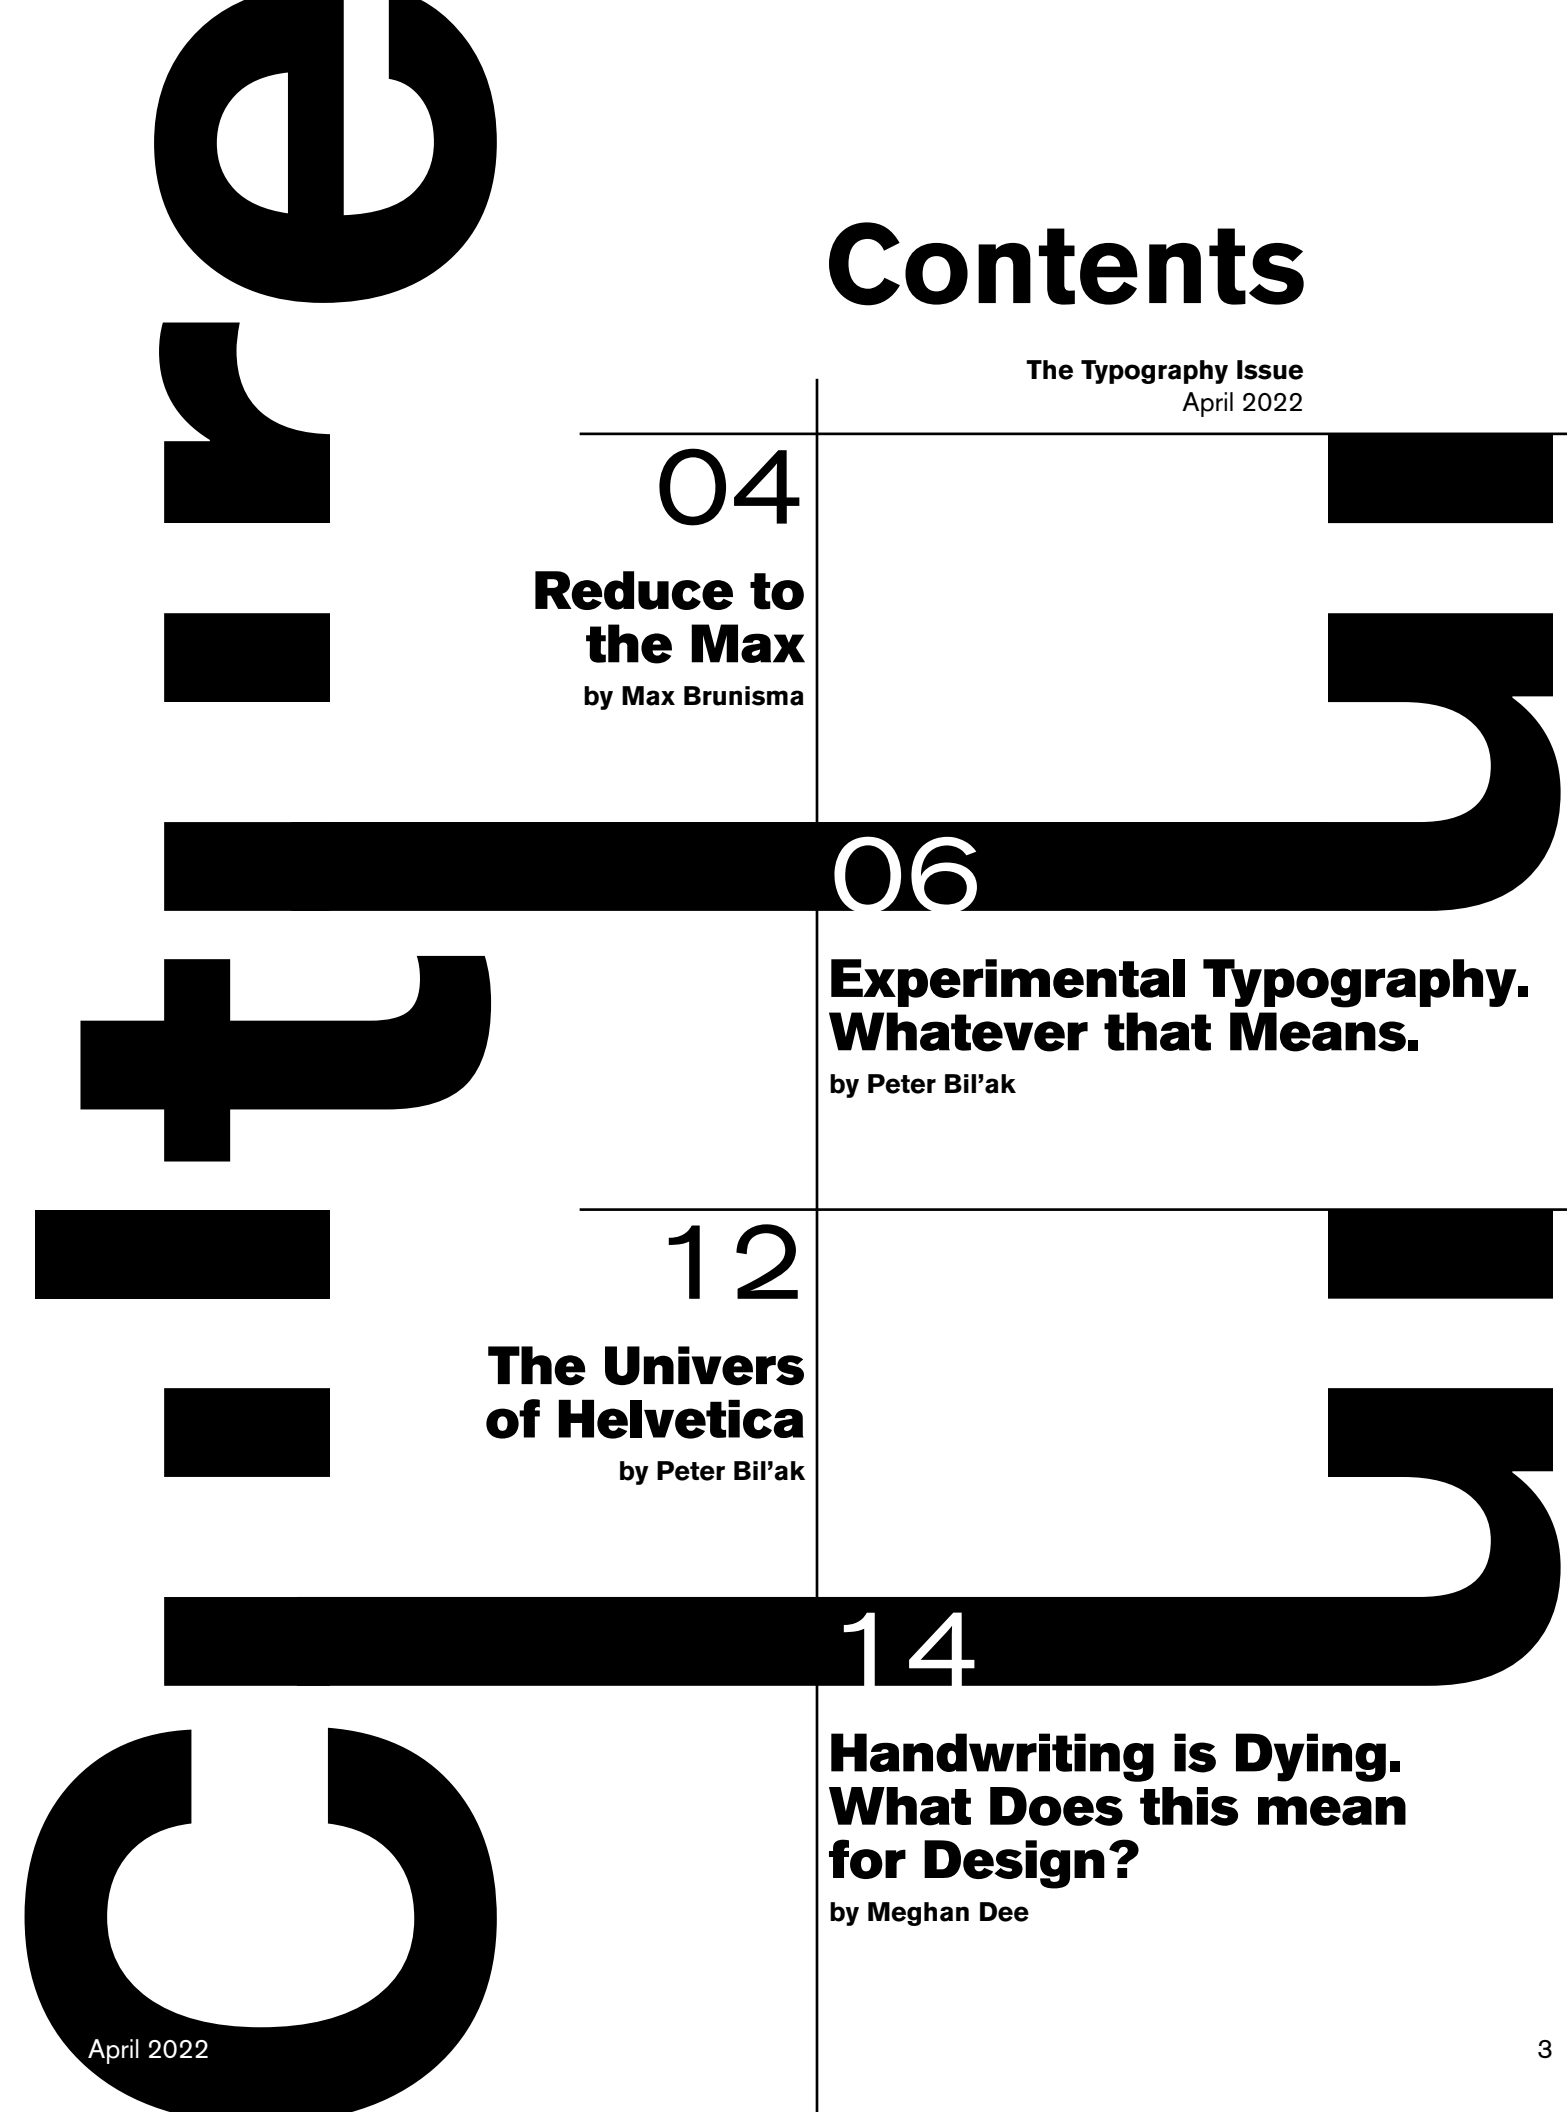 Culture
Contents
The Typography Issue
April 2022
04
Reduce to
the Max
by Max Brunisma
06
Experimental Typography.
Whatever that Means.
by Peter Bil’ak
12
The Univers
of Helvetica
by Peter Bil’ak
14
Handwriting is Dying.
What Does this mean
for Design?
by Meghan Dee
April 2022
3